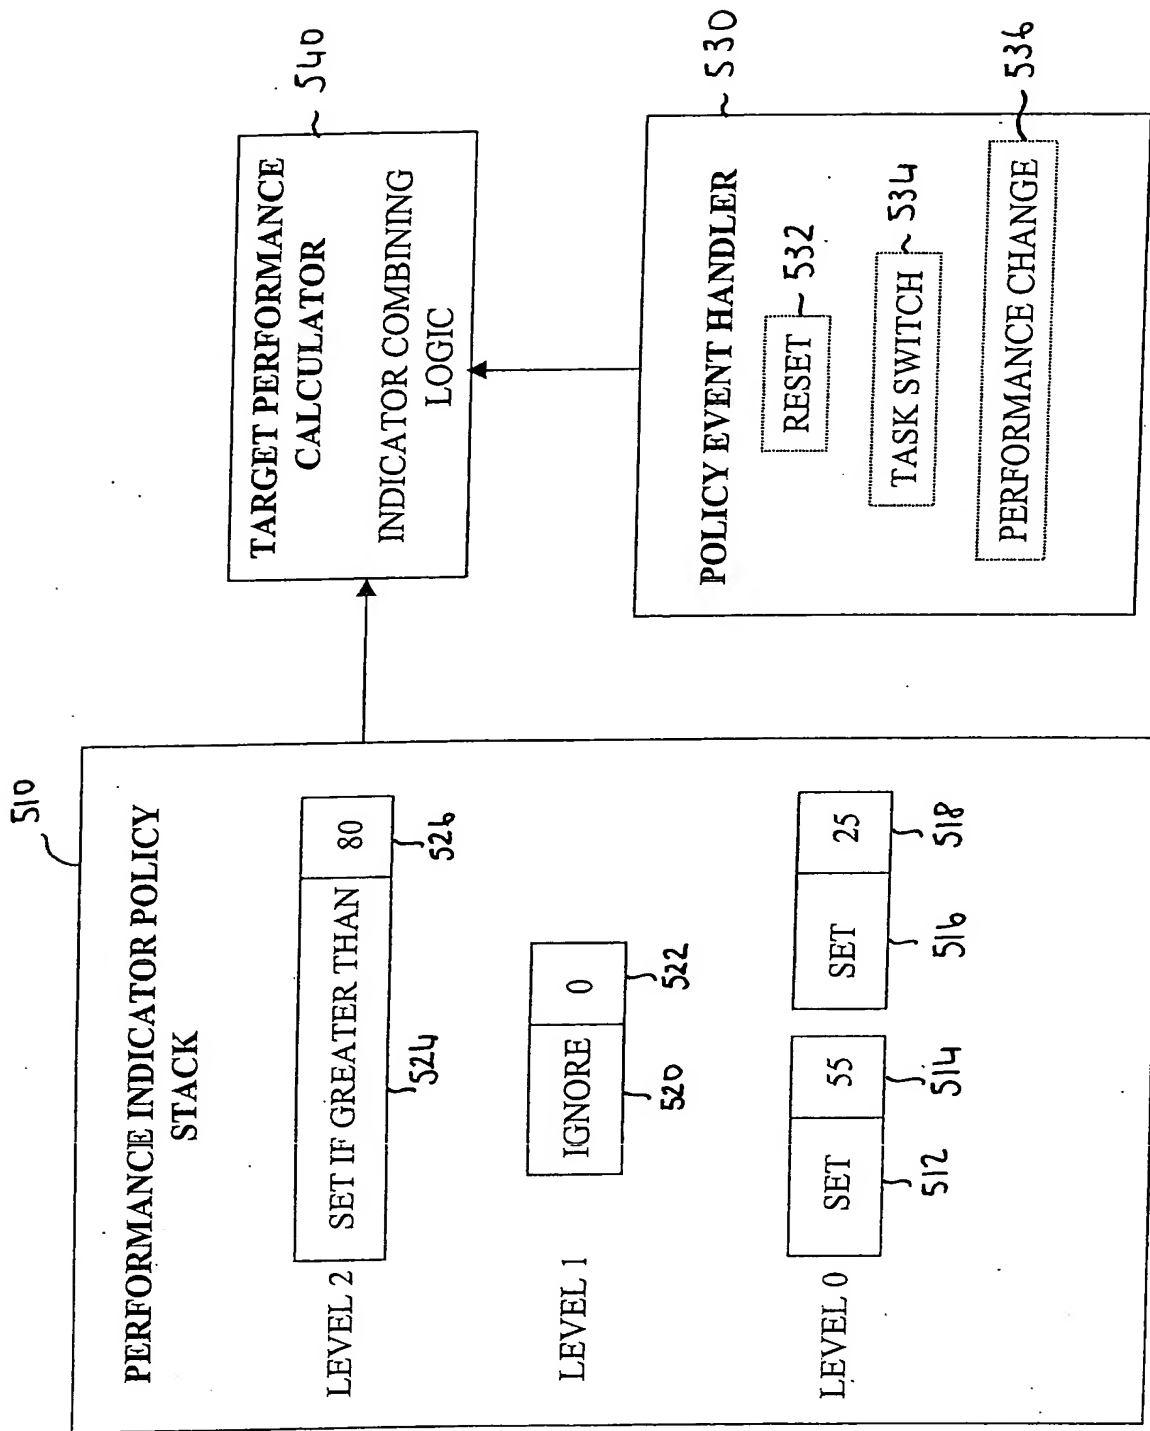 510
PERFORMANCE INDICATOR POLICY
STACK
LEVEL 2
SET IF GREATER THAN
80
524
526
LEVEL 1
IGNORE
0
520
522
LEVEL 0
SET
55
SET
25
512
514
516
518
TARGET PERFORMANCE
CALCULATOR
INDICATOR COMBINING
LOGIC
540
POLICY EVENT HANDLER
530
RESET
532
TASK SWITCH
534
PERFORMANCE CHANGE
536